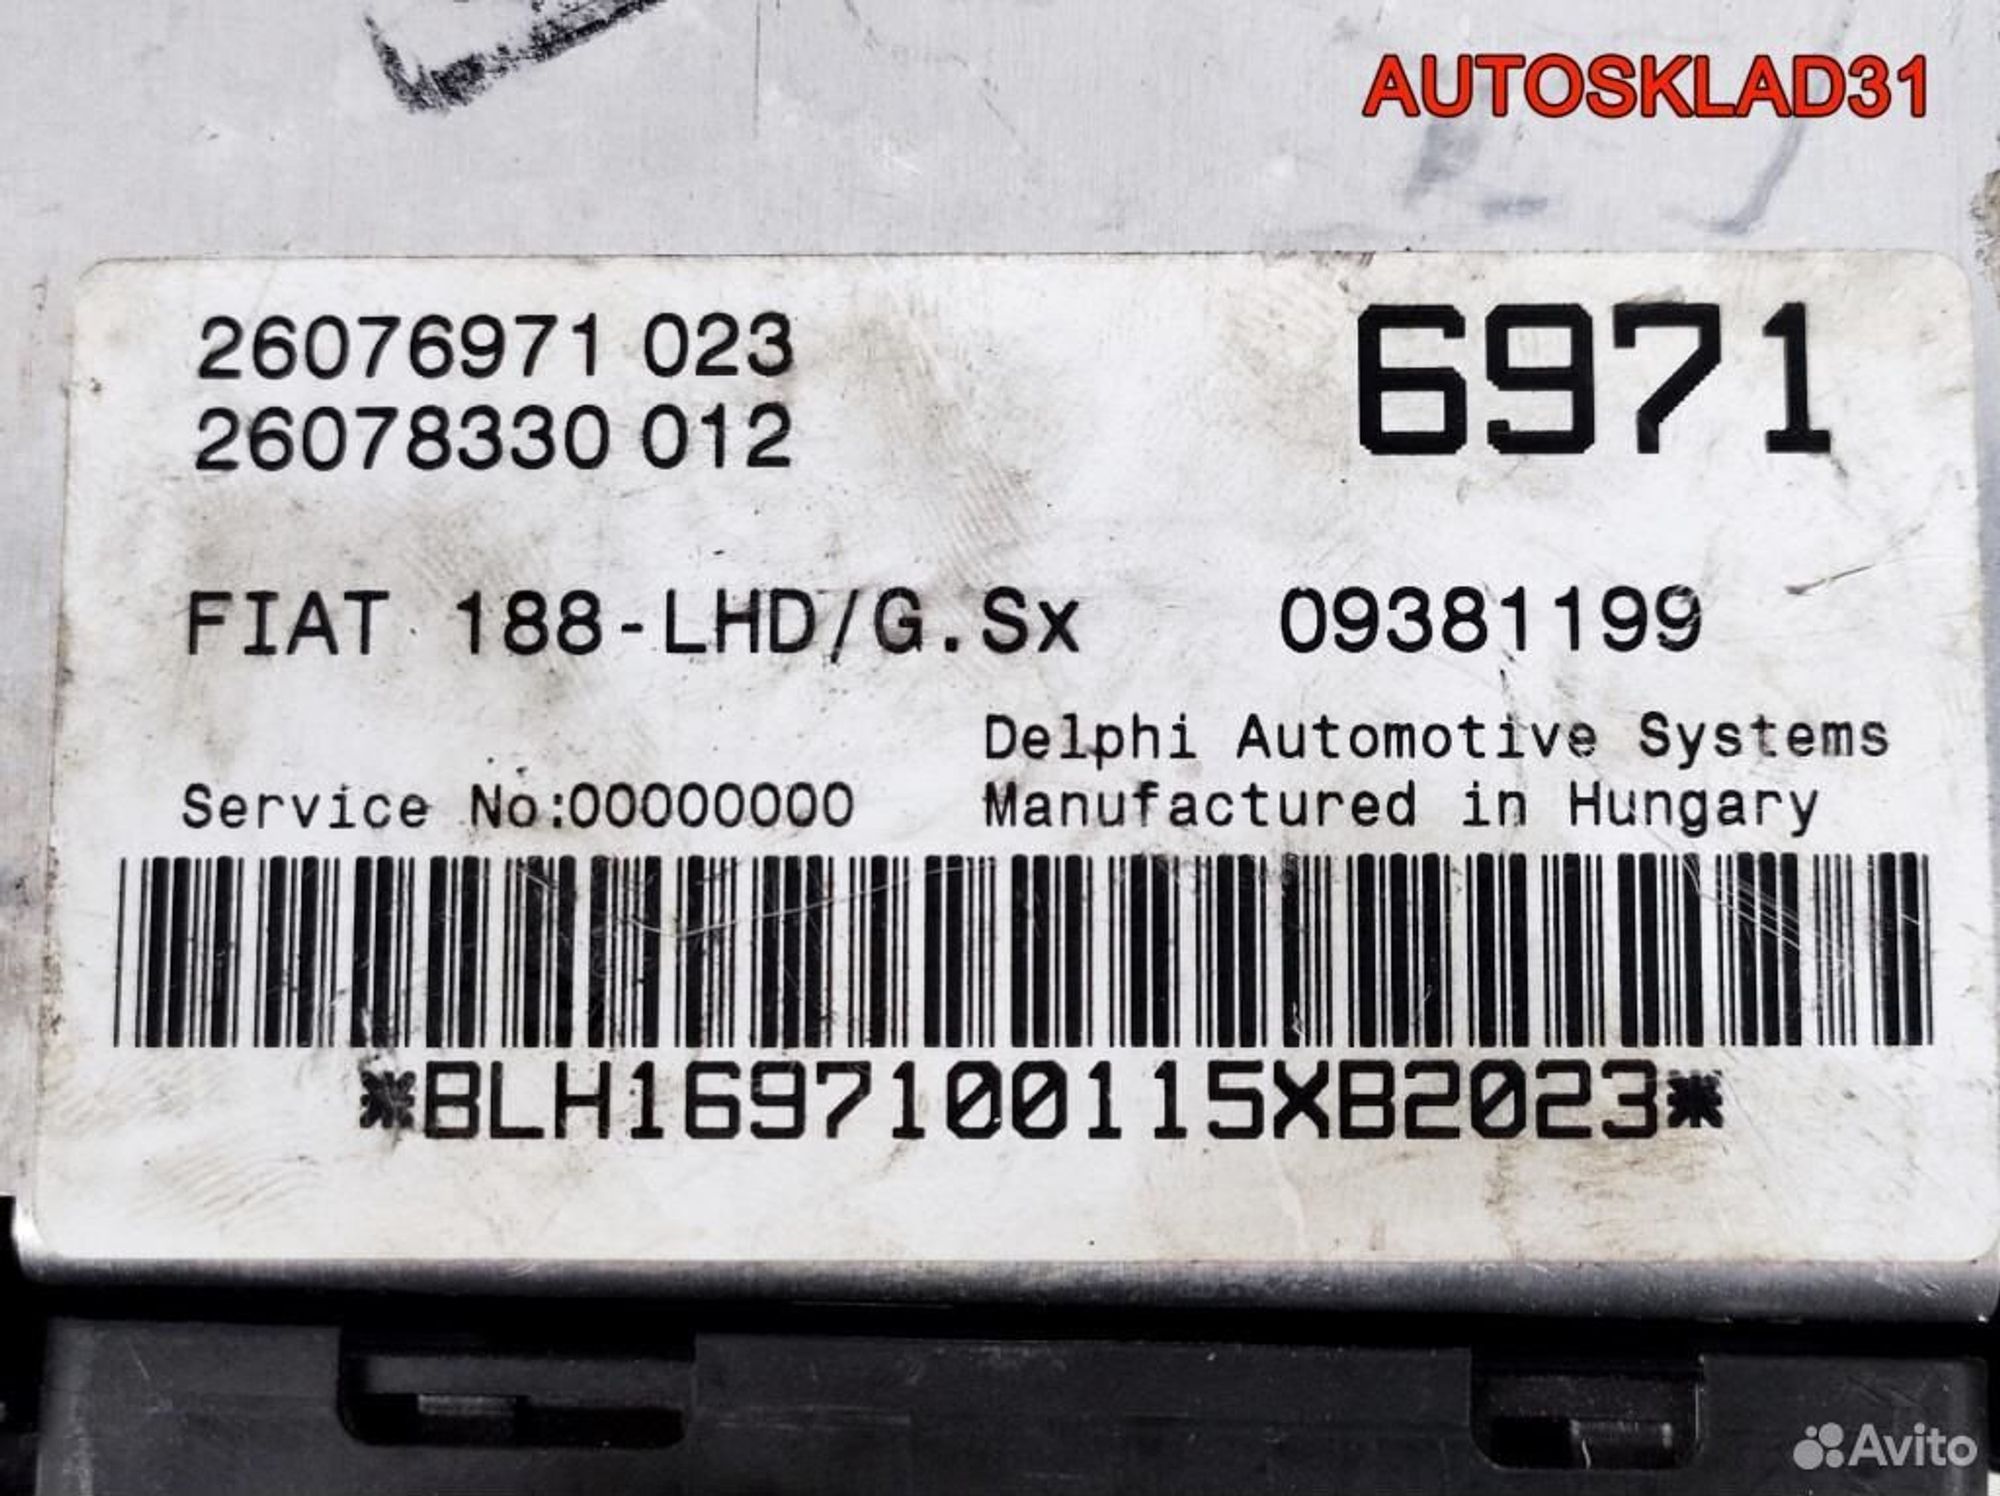 AUTOSKLAD31
26076971 023
6971
26078330 012
FIAT 188-LHD/G.Sx 09381199
Delphi Automotive Systems
Service No:00000000 Manufactured in Hungary
*BLH1697100115XB2023*
Avito